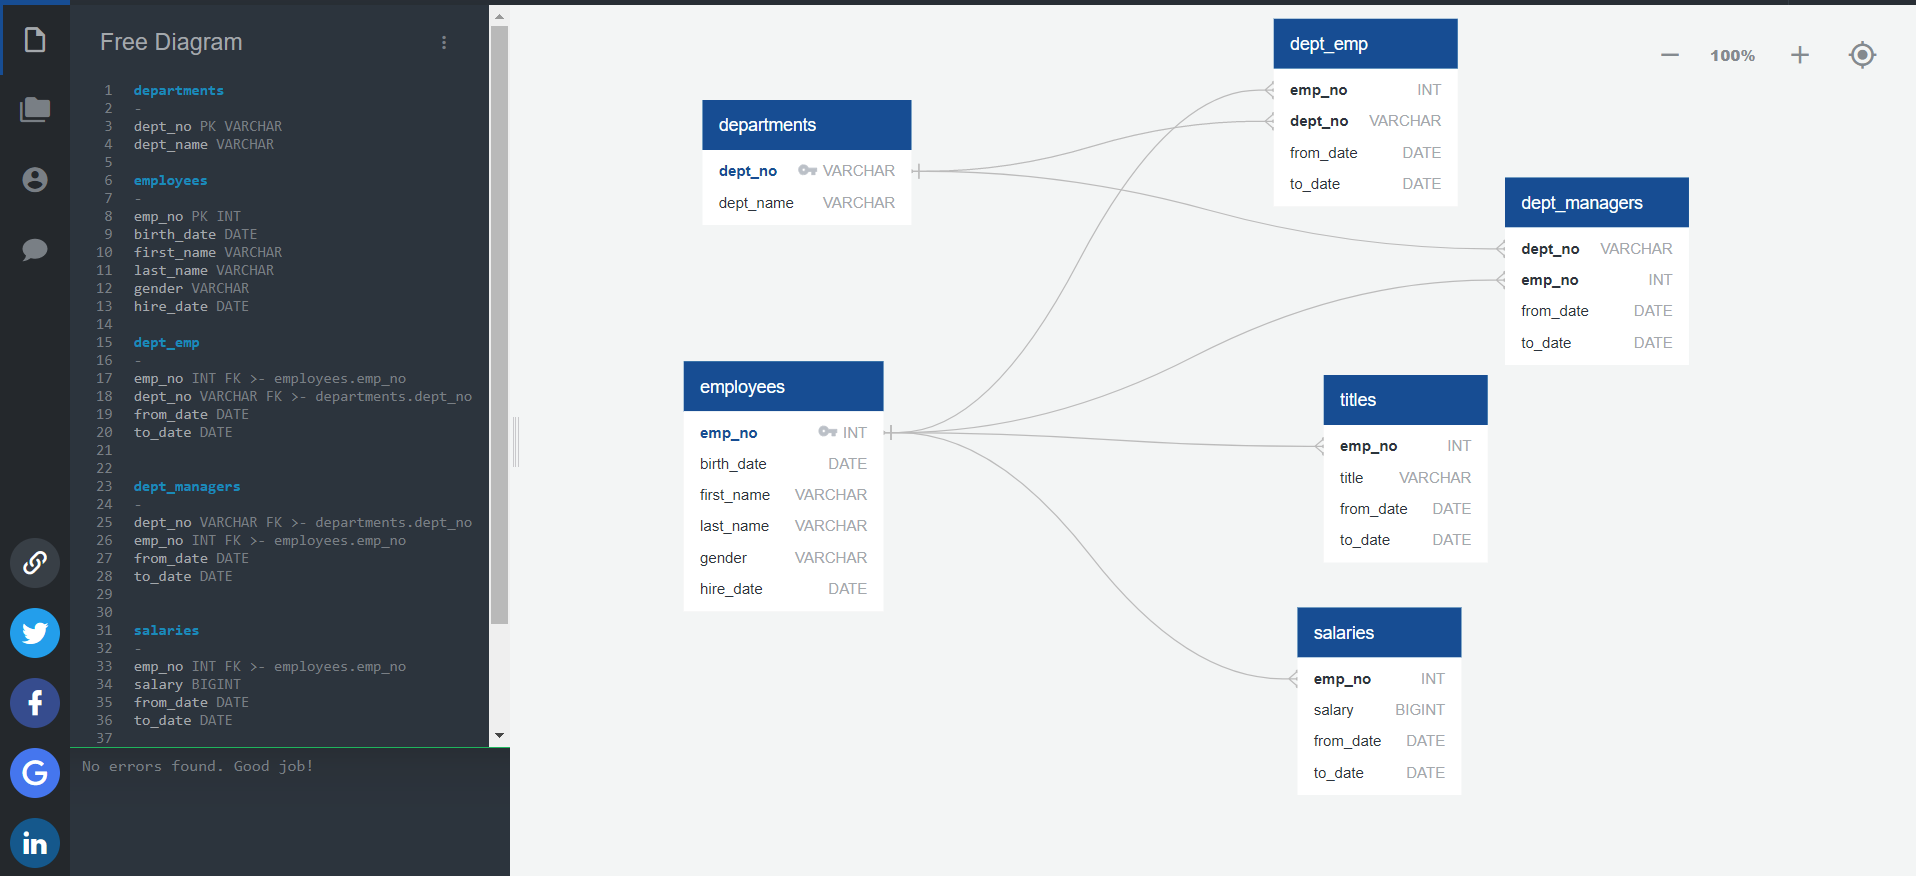 Free Diagram
1 departments
2 -
3 dept_no PK VARCHAR
4 dept_name VARCHAR
5
6 employees
7 -
8 emp_no PK INT
9 birth_date DATE
10 first_name VARCHAR
11 last_name VARCHAR
12 gender VARCHAR
13 hire_date DATE
14
15 dept_emp
16 -
17 emp_no INT FK >- employees.emp_no
18 dept_no VARCHAR FK >- departments.dept_no
19 from_date DATE
20 to_date DATE
21
22
23 dept_managers
24 -
25 dept_no VARCHAR FK >- departments.dept_no
26 emp_no INT FK >- employees.emp_no
27 from_date DATE
28 to_date DATE
29
30
31 salaries
32 -
33 emp_no INT FK >- employees.emp_no
34 salary BIGINT
35 from_date DATE
36 to_date DATE
37
No errors found. Good job!
f
G
in
departments
dept_no VARCHAR
dept_name VARCHAR
employees
emp_no INT
birth_date DATE
first_name VARCHAR
last_name VARCHAR
gender VARCHAR
hire_date DATE
dept_emp
emp_no INT
dept_no VARCHAR
from_date DATE
to_date DATE
dept_managers
dept_no VARCHAR
emp_no INT
from_date DATE
to_date DATE
titles
emp_no INT
title VARCHAR
from_date DATE
to_date DATE
salaries
emp_no INT
salary BIGINT
from_date DATE
to_date DATE
100%